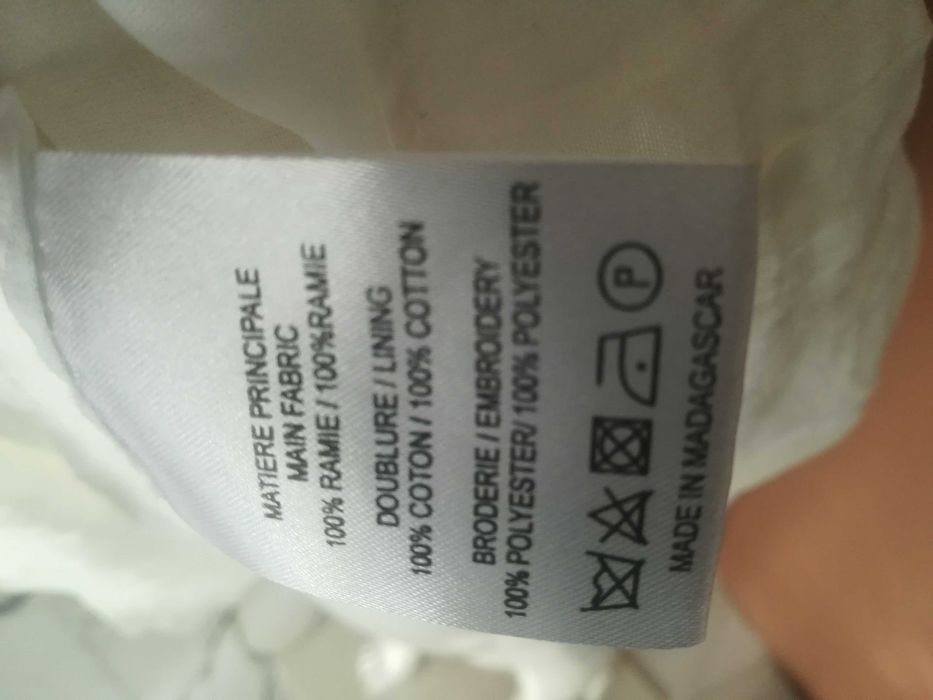 MATIERE PRINCIPALE
MAIN FABRIC
100% RAMIE / 100%RAMIE
DOUBLURE / LINING
100% COTON / 100% COTTON
BRODERIE / EMBROIDERY
100% POLYESTER/ 100% POLYESTER
P
MADE IN MADAGASCAR